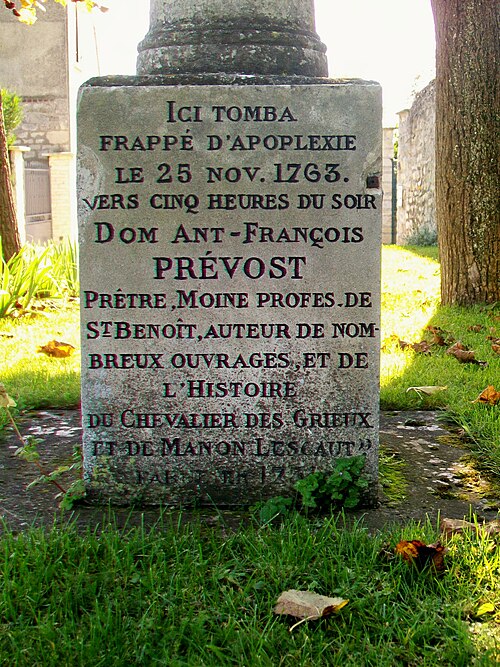 ICI TOMBA
FRAPPÉ D'APOPLEXIE
LE 25 NOV. 1763.
VERS CINQ HEURES DU SOIR
DOM ANT-FRANÇOIS
PRÉVOST
PRÊTRE, MOINE PROFES. DE
ST BENOÎT, AUTEUR DE NOM-
BREUX OUVRAGES, ET DE
L'HISTOIRE
DU CHEVALIER DES GRIEUX
ET DE MANON LESCAUT"